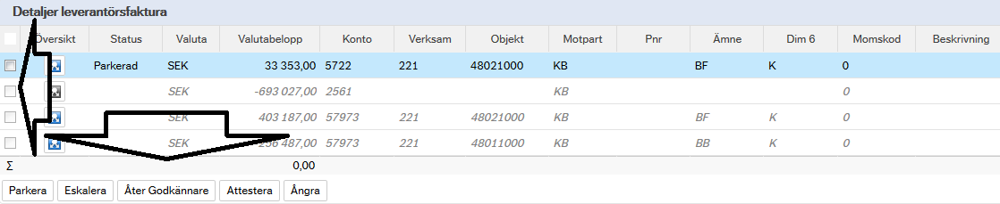 Detaljer leverantörsfaktura
Översikt Status Valuta Valutabelopp Konto Verksam Objekt Motpart Pnr Ämne Dim 6 Momskod Beskrivning
Parkerad SEK 33 353,00 5722 221 48021000 KB BF K 0
SEK -693 027,00 2561 KB 0
SEK 403 187,00 57973 221 48021000 KB BF K 0
SEK 256 487,00 57973 221 48011000 KB BB K 0
Σ 0,00
Parkera Eskalera Åter Godkännare Attestera Ångra